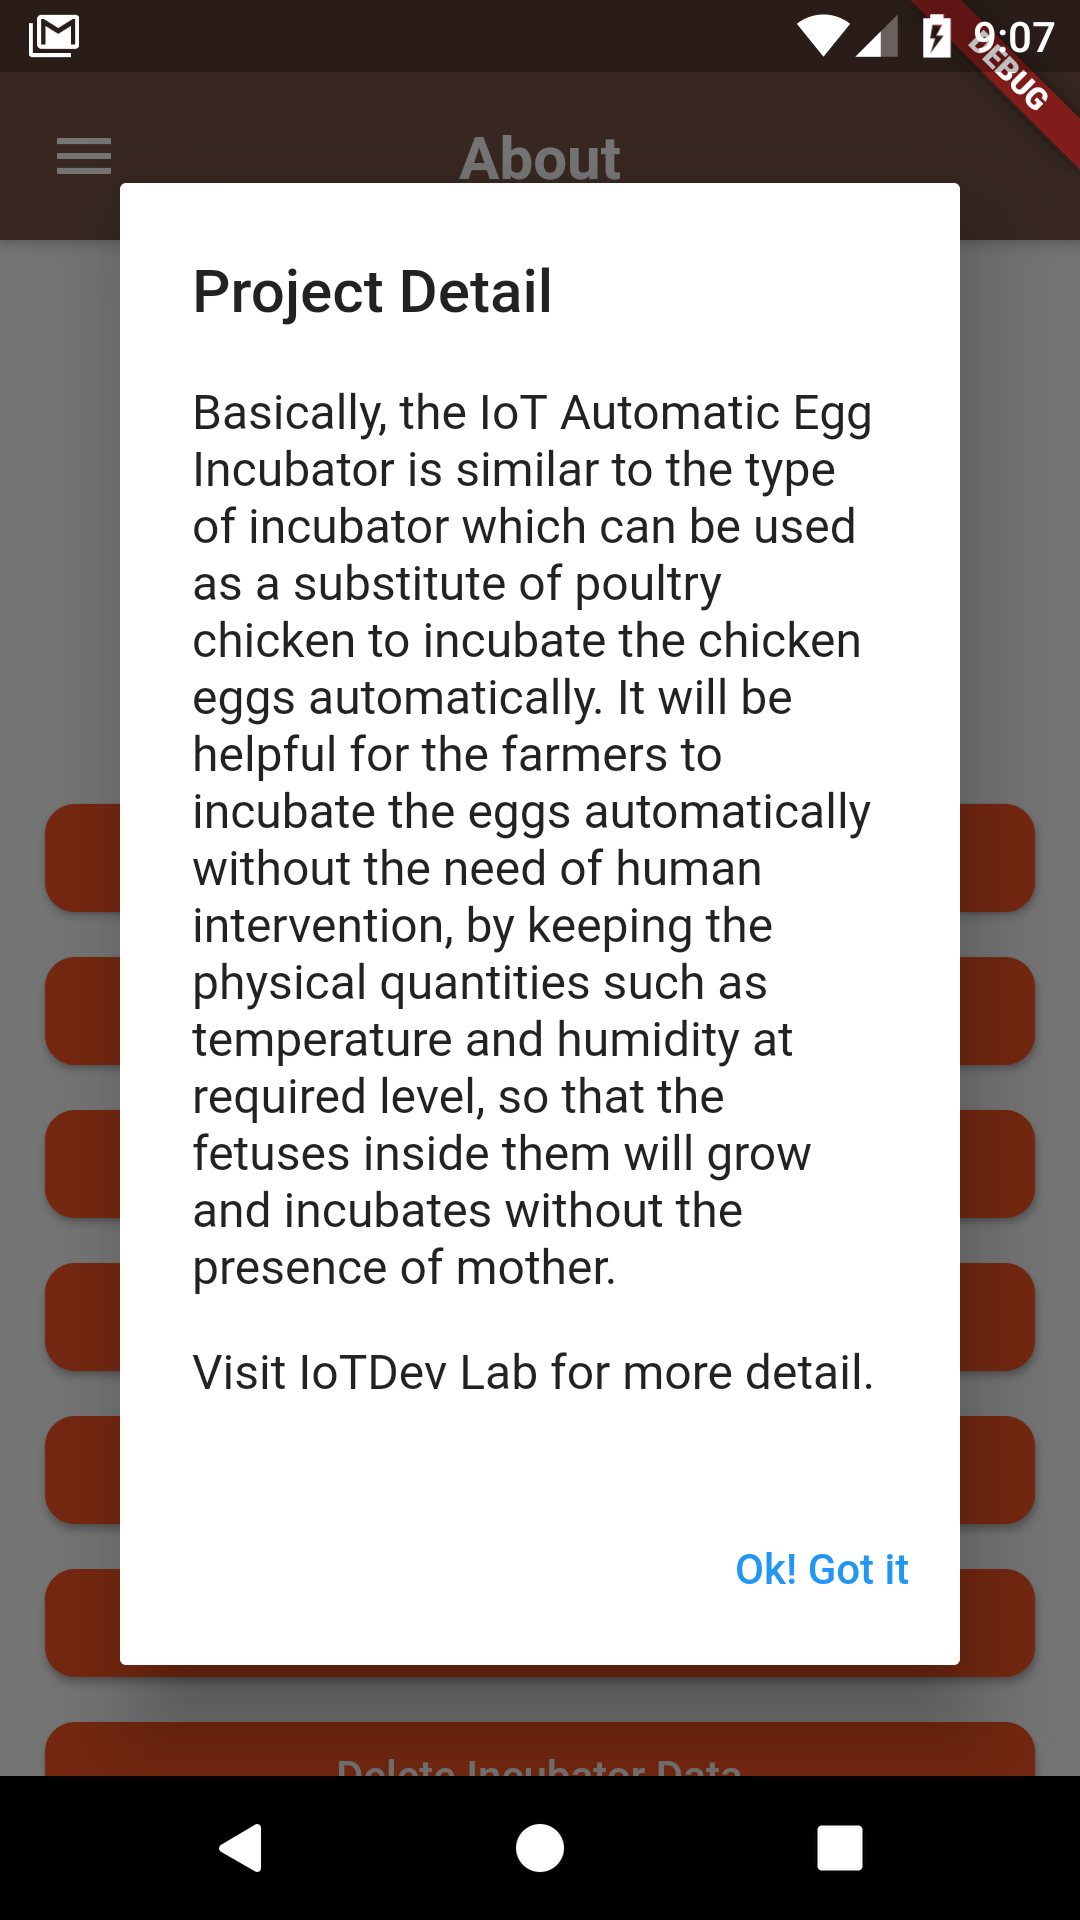 9:07
DEBUG
About
Project Detail
Basically, the IoT Automatic Egg
Incubator is similar to the type
of incubator which can be used
as a substitute of poultry
chicken to incubate the chicken
eggs automatically. It will be
helpful for the farmers to
incubate the eggs automatically
without the need of human
intervention, by keeping the
physical quantities such as
temperature and humidity at
required level, so that the
fetuses inside them will grow
and incubates without the
presence of mother.
Visit IoTDev Lab for more detail.
Ok! Got it
Delete Incubator Data